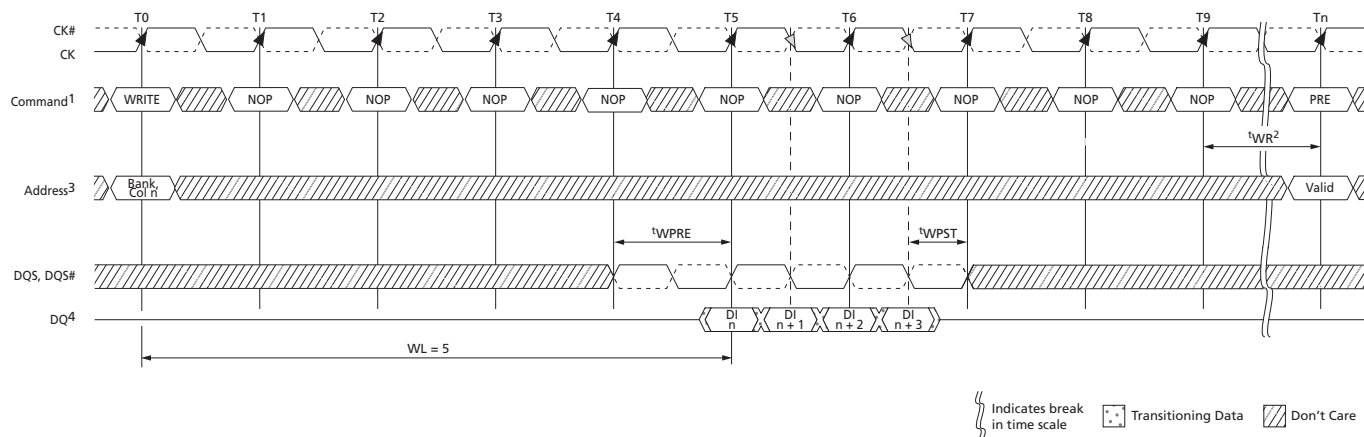 T0 T1 T2 T3 T4 T5 T6 T7 T8 T9 Tn
CK#
CK
Command1 WRITE NOP NOP NOP NOP NOP NOP NOP NOP NOP PRE
tWR2
Address3 Bank, Col n Valid
tWPRE tWPST
DQS, DQS#
DQ4 DI n DI n + 1 DI n + 2 DI n + 3
WL = 5
Indicates break in time scale Transitioning Data Don't Care